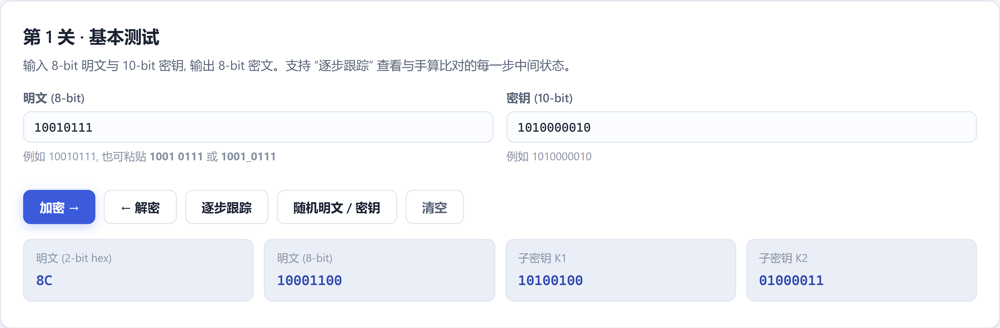 第 1 关 · 基本测试
输入 8-bit 明文与 10-bit 密钥, 输出 8-bit 密文。支持 “逐步跟踪” 查看与手算比对的每一步中间状态。
明文 (8-bit)
密钥 (10-bit)
10010111
1010000010
例如 10010111, 也可粘贴 1001 0111 或 1001_0111
例如 1010000010
加密 →
← 解密
逐步跟踪
随机明文 / 密钥
清空
明文 (2-bit hex)
8C
明文 (8-bit)
10001100
子密钥 K1
10100100
子密钥 K2
01000011